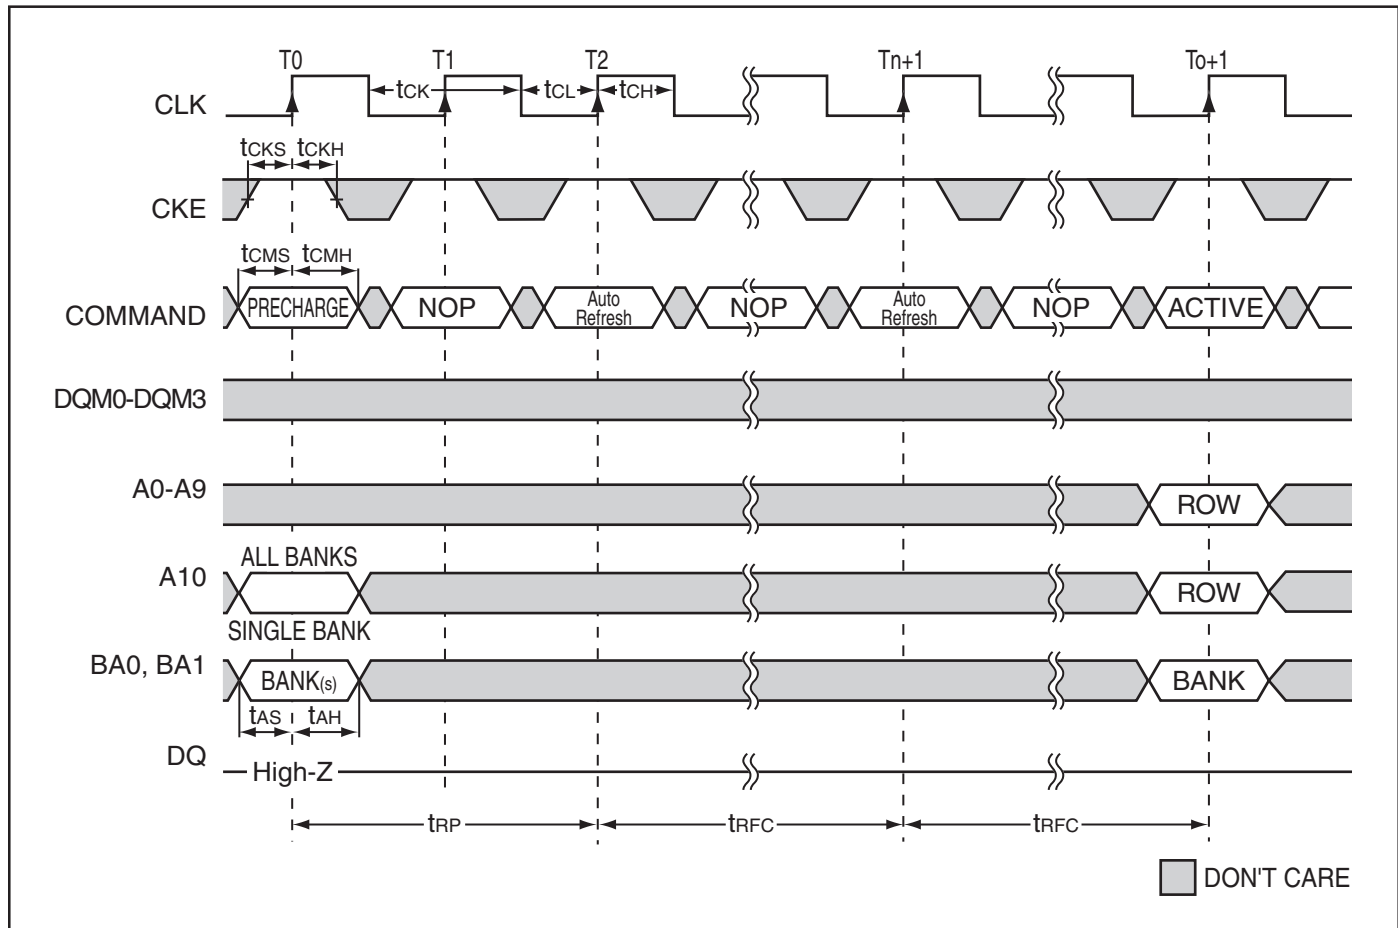 T0 T1 T2 Tn+1 To+1
CLK tCK tCL tCH
tCKS tCKH
CKE
tCMS tCMH
COMMAND PRECHARGE NOP Auto Refresh NOP Auto Refresh NOP ACTIVE
DQM0-DQM3
A0-A9 ROW
ALL BANKS
A10 ROW
SINGLE BANK
BA0, BA1 BANK(s) BANK
tAS tAH
DQ High-Z
tRP tRFC tRFC
DON'T CARE